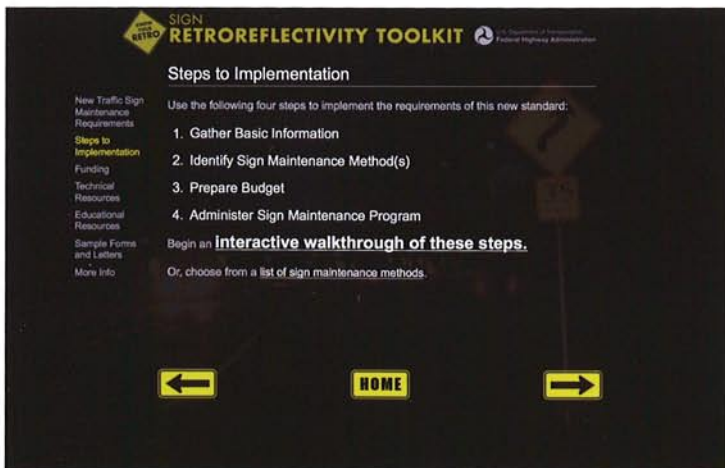 KNOW YOUR RETRO
SIGN
RETROREFLECTIVITY TOOLKIT
U.S. Department of Transportation
Federal Highway Administration
Steps to Implementation
New Traffic Sign
Maintenance
Requirements
Steps to
Implementation
Funding
Technical
Resources
Educational
Resources
Sample Forms
and Letters
More Info
Use the following four steps to implement the requirements of this new standard:
1. Gather Basic Information
2. Identify Sign Maintenance Method(s)
3. Prepare Budget
4. Administer Sign Maintenance Program
Begin an interactive walkthrough of these steps.
Or, choose from a list of sign maintenance methods.
HOME